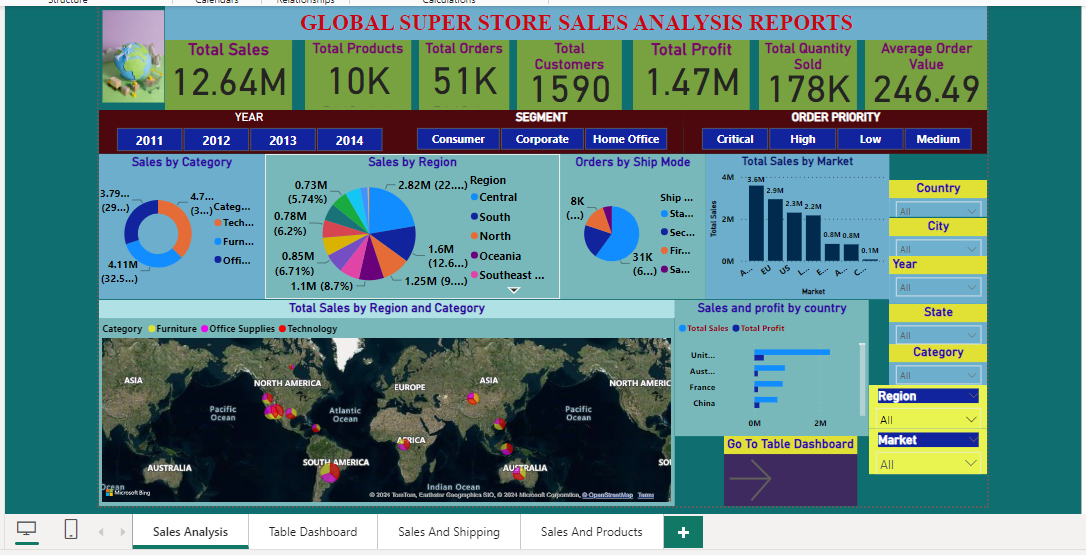 Structure Calendars Relationships Calculations
GLOBAL SUPER STORE SALES ANALYSIS REPORTS
Total Sales
12.64M
Total Products
10K
Total Orders
51K
Total
Customers
1590
Total Profit
1.47M
Total Quantity
Sold
178K
Average Order
Value
246.49
YEAR
2011 2012 2013 2014
SEGMENT
Consumer Corporate Home Office
ORDER PRIORITY
Critical High Low Medium
Sales by Category
3.79...
(29...)
4.7...
(3...)
4.11M
(32.5...)
Categ...
Tech...
Furn...
Offi...
Sales by Region
0.73M
(5.74%)
0.78M
(6.2%)
0.85M
(6.71%)
1.1M (8.7%)
2.82M (22....)
1.6M
(12.6...)
1.25M (9....)
Region
Central
South
North
Oceania
Southeast ...
Orders by Ship Mode
8K
(...)
31K
(6...)
Ship ...
Sta...
Sec...
Fir...
Sa...
Total Sales by Market
Total Sales
4M
2M
0M
3.6M
2.9M
2.3M
2.2M
0.8M
0.8M
0.1M
A... EU US L... E... A... C...
Market
Country
All
City
All
Year
All
State
All
Category
All
Region
All
Market
All
Total Sales by Region and Category
Category Furniture Office Supplies Technology
ASIA
NORTH AMERICA
EUROPE
ASIA
NORTH AMERIC
Pacific
Ocean
Atlantic
Ocean
Pacific
Ocean
AFRICA
SOUTH AMERICA
AUSTRALIA
AUSTRALIA
SOU
Ocean
Indian Ocean
Microsoft Bing
© 2024 TomTom, Earthstar Geographics SIO, © 2024 Microsoft Corporation, © OpenStreetMap Terms
Sales and profit by country
Total Sales Total Profit
Unit...
Aust...
France
China
0M 2M
Go To Table Dashboard
Sales Analysis Table Dashboard Sales And Shipping Sales And Products +